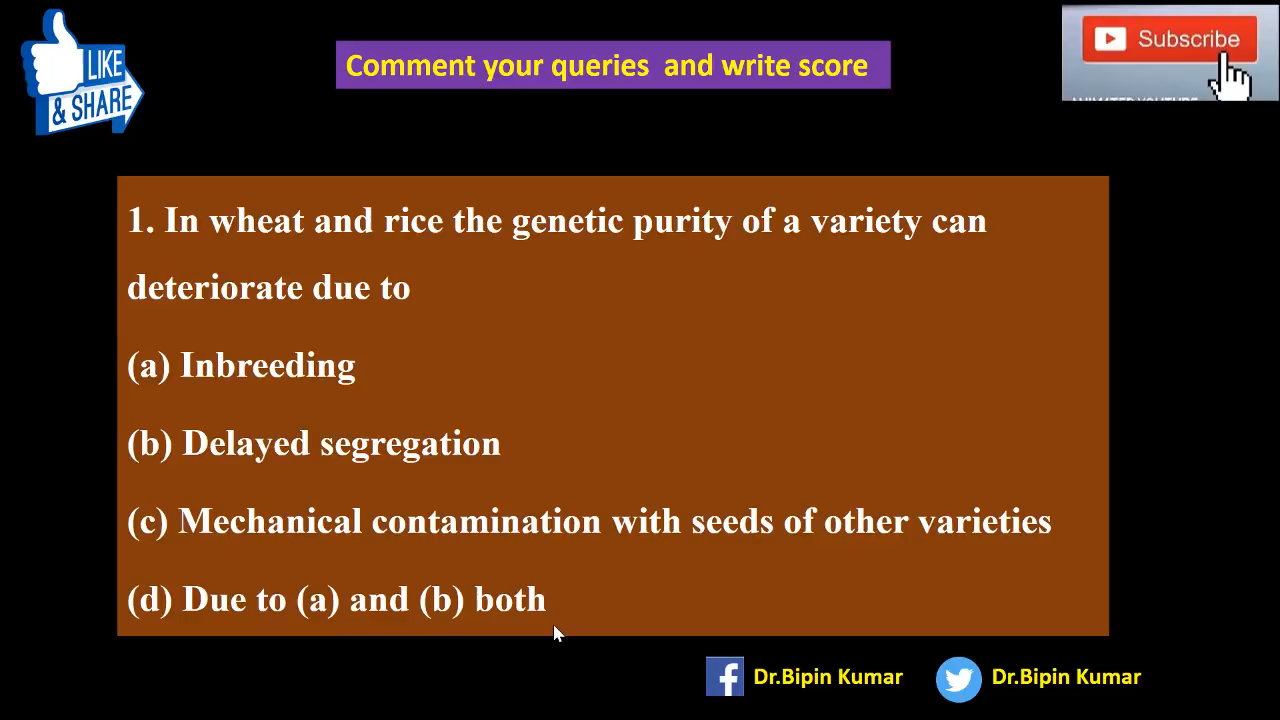 LIKE
& SHARE
Comment your queries and write score
Subscribe
1. In wheat and rice the genetic purity of a variety can
deteriorate due to
(a) Inbreeding
(b) Delayed segregation
(c) Mechanical contamination with seeds of other varieties
(d) Due to (a) and (b) both
f Dr.Bipin Kumar Dr.Bipin Kumar